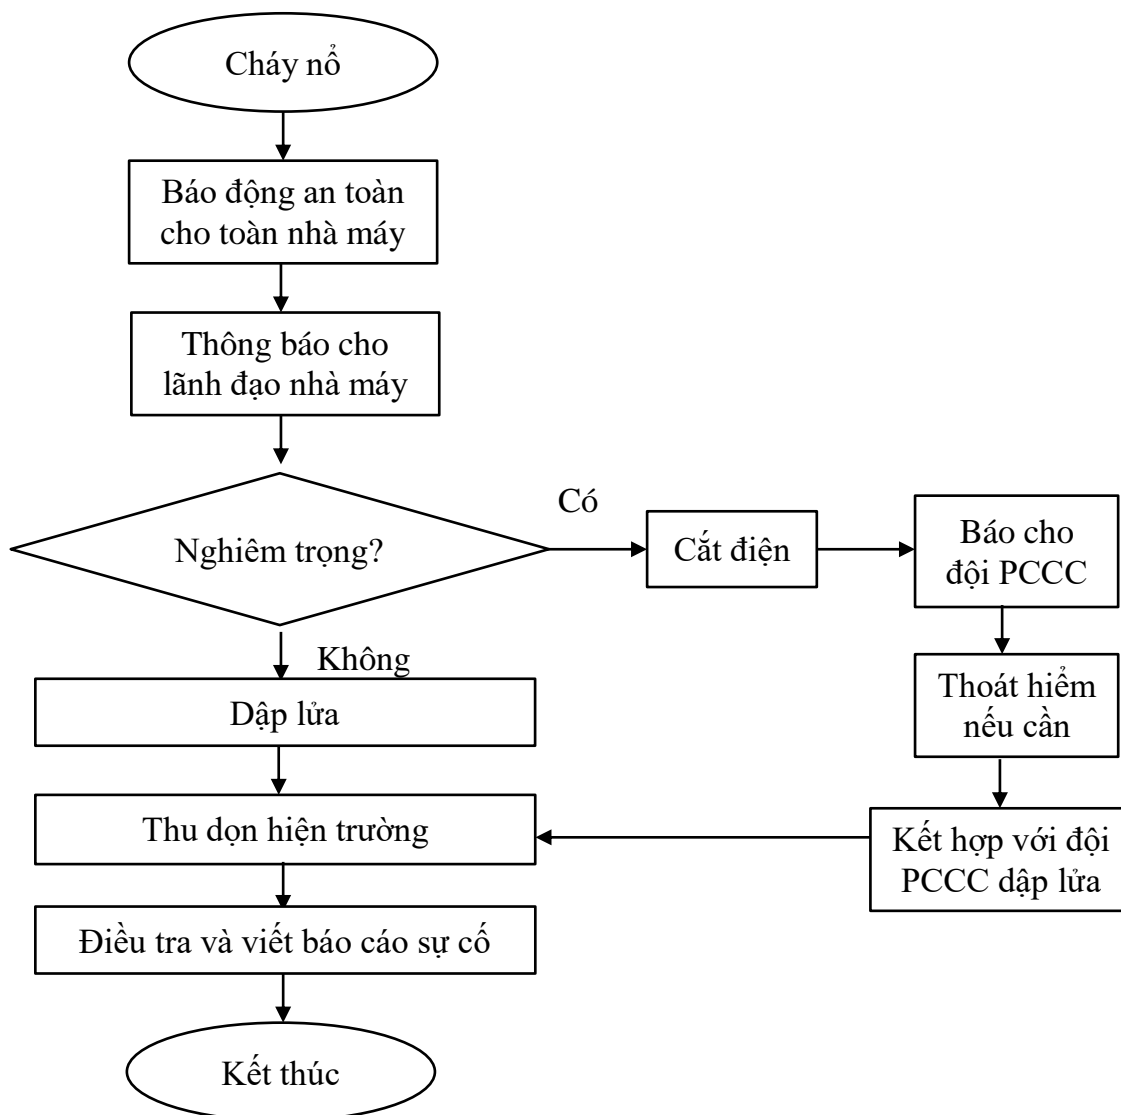 Cháy nổ
Báo động an toàn
cho toàn nhà máy
Thông báo cho
lãnh đạo nhà máy
Nghiêm trọng?
Có
Cắt điện
Báo cho
đội PCCC
Thoát hiểm
nếu cần
Kết hợp với đội
PCCC dập lửa
Không
Dập lửa
Thu dọn hiện trường
Điều tra và viết báo cáo sự cố
Kết thúc